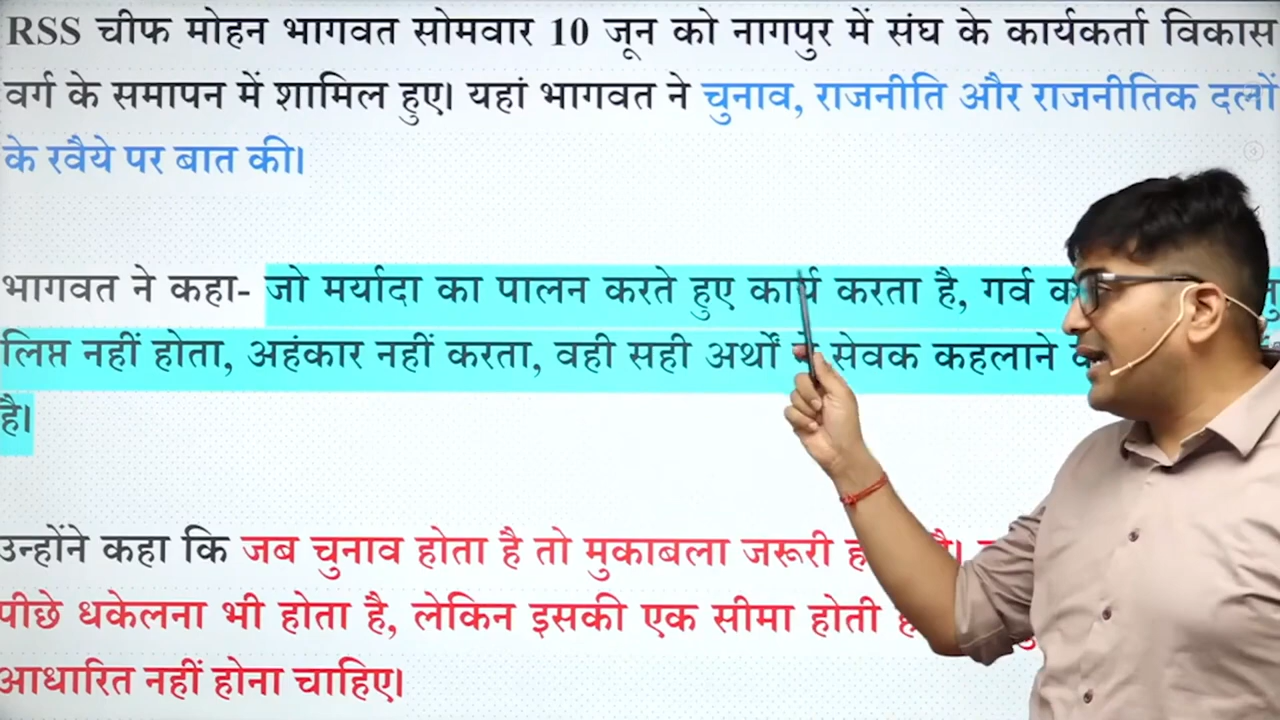 RSS चीफ मोहन भागवत सोमवार 10 जून को नागपुर में संघ के कार्यकर्ता विकास
वर्ग के समापन में शामिल हुए। यहां भागवत ने चुनाव, राजनीति और राजनीतिक दलों
के रवैये पर बात की।
भागवत ने कहा- जो मर्यादा का पालन करते हुए कार्य करता है, गर्व
लिप्त नहीं होता, अहंकार नहीं करता, वही सही अर्थों सेवक कहलाने
है।
उन्होंने कहा कि जब चुनाव होता है तो मुकाबला जरूरी
पीछे धकेलना भी होता है, लेकिन इसकी एक सीमा होती
आधारित नहीं होना चाहिए।